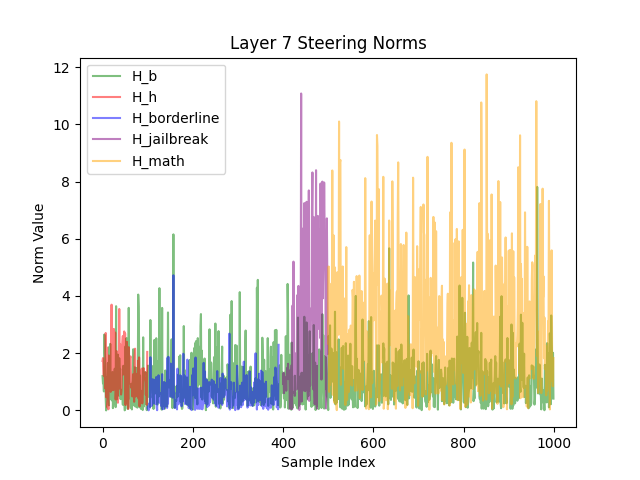 Layer 7 Steering Norms
12
10
8
6
4
2
0
Norm Value
H_b
H_h
H_borderline
H_jailbreak
H_math
0 200 400 600 800 1000
Sample Index